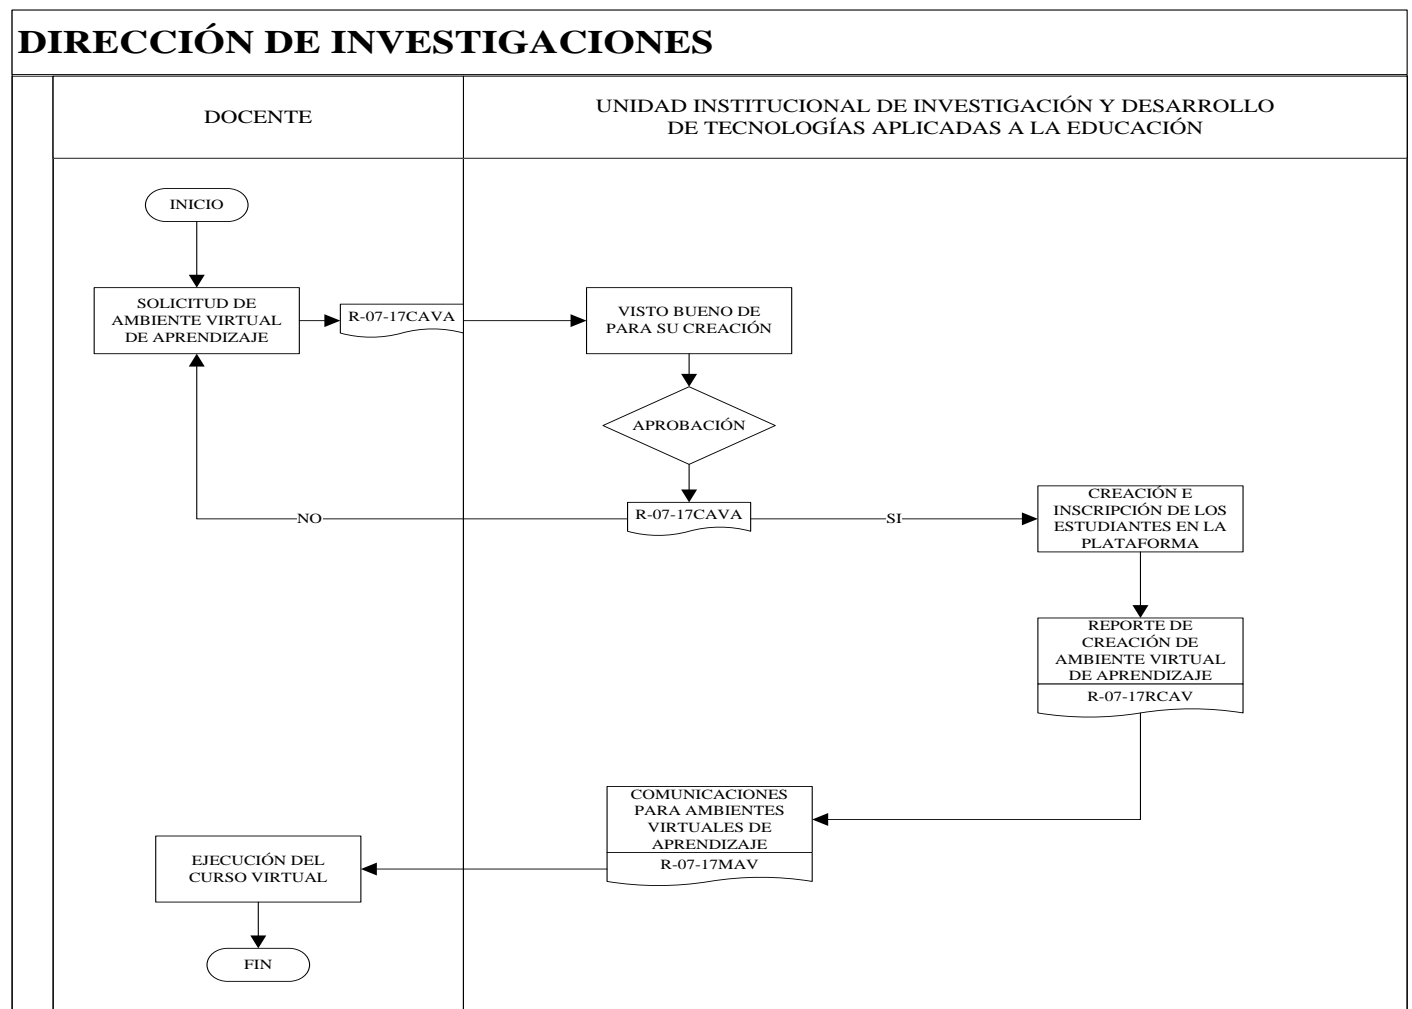 DIRECCIÓN DE INVESTIGACIONES
DOCENTE
UNIDAD INSTITUCIONAL DE INVESTIGACIÓN Y DESARROLLO
DE TECNOLOGÍAS APLICADAS A LA EDUCACIÓN
INICIO
SOLICITUD DE
AMBIENTE VIRTUAL
DE APRENDIZAJE
R-07-17CAVA
VISTO BUENO DE
PARA SU CREACIÓN
APROBACIÓN
NO
R-07-17CAVA
SI
CREACIÓN E
INSCRIPCIÓN DE LOS
ESTUDIANTES EN LA
PLATAFORMA
REPORTE DE
CREACIÓN DE
AMBIENTE VIRTUAL
DE APRENDIZAJE
R-07-17RCAV
COMUNICACIONES
PARA AMBIENTES
VIRTUALES DE
APRENDIZAJE
R-07-17MAV
EJECUCIÓN DEL
CURSO VIRTUAL
FIN